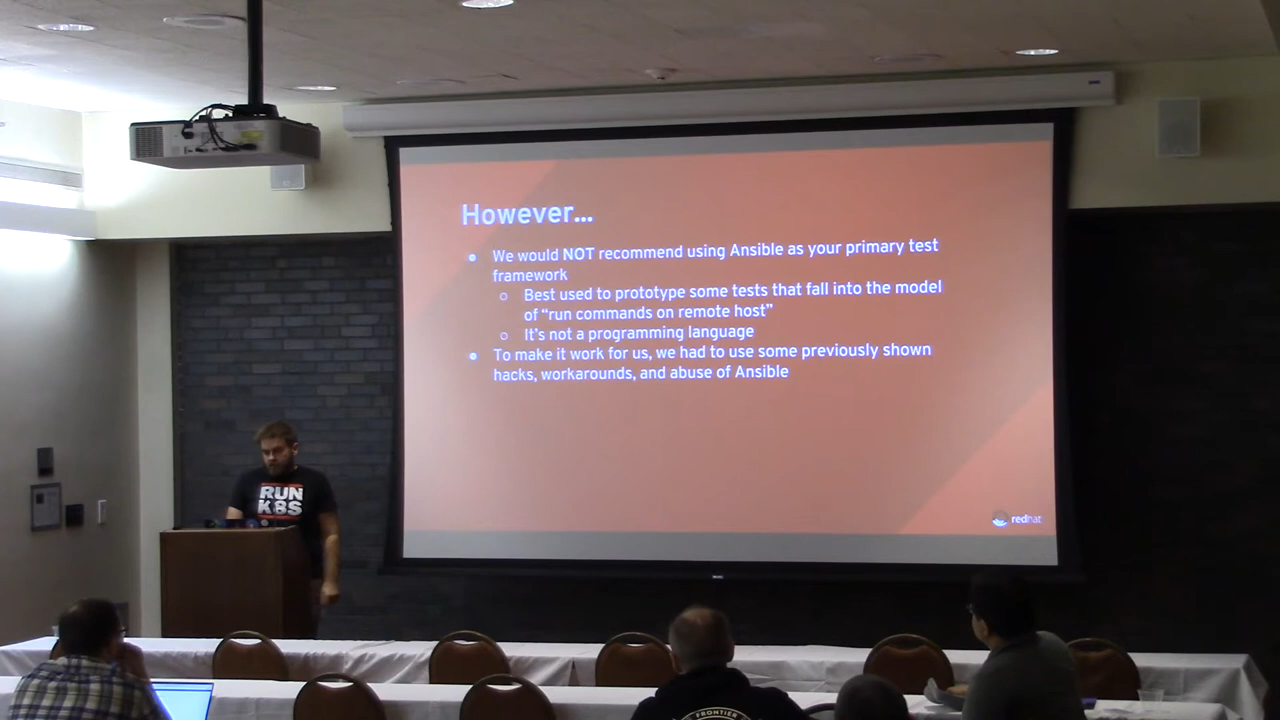 However...
We would NOT recommend using Ansible as your primary test
framework
Best used to prototype some tests that fall into the model
of “run commands on remote host”
It’s not a programming language
To make it work for us, we had to use some previously shown
hacks, workarounds, and abuse of Ansible
redhat
RUN
K8S
FRONTIER